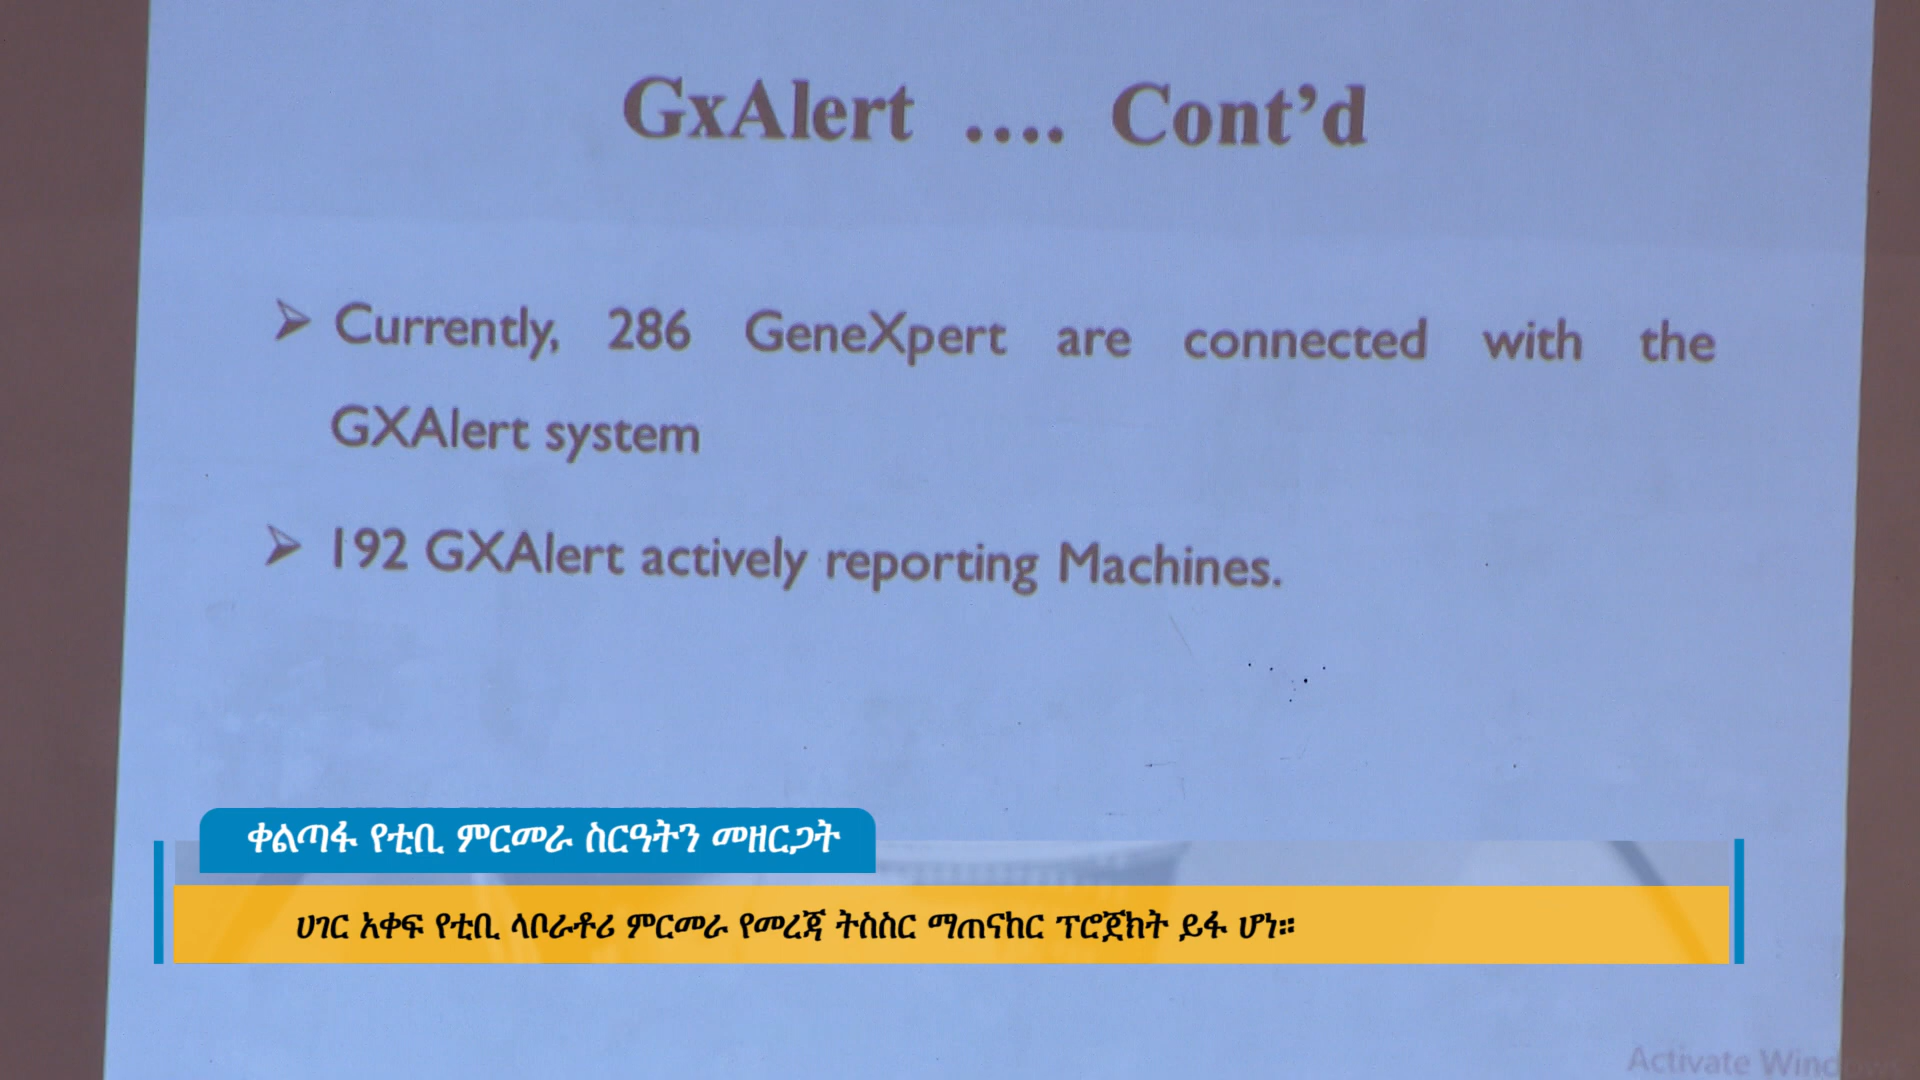 GxAlert .... Cont’d
➢ Currently, 286 GeneXpert are connected with the
GXAlert system
➢ 192 GXAlert actively reporting Machines.
ቀልጣፋ የቲቢ ምርመራ ስርዓትን መዘርጋት
ሀገር አቀፍ የቲቢ ላቦራቶሪ ምርመራ የመረጃ ትስስር ማጠናከር ፕሮጀክት ይፋ ሆነ።
Activate Wind